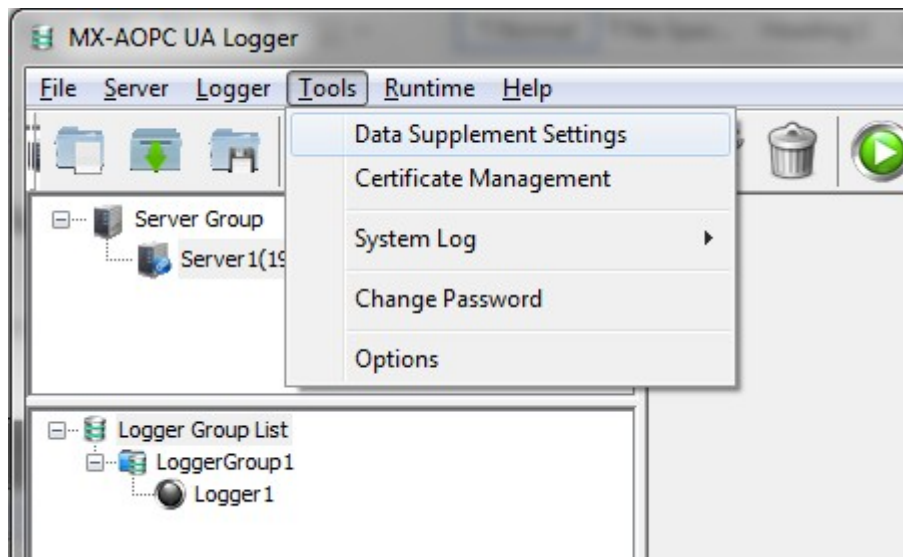 MX-AOPC UA Logger
File Server Logger Tools Runtime Help
Data Supplement Settings
Certificate Management
System Log
Change Password
Options
Server Group
Server1(19
Logger Group List
LoggerGroup1
Logger1